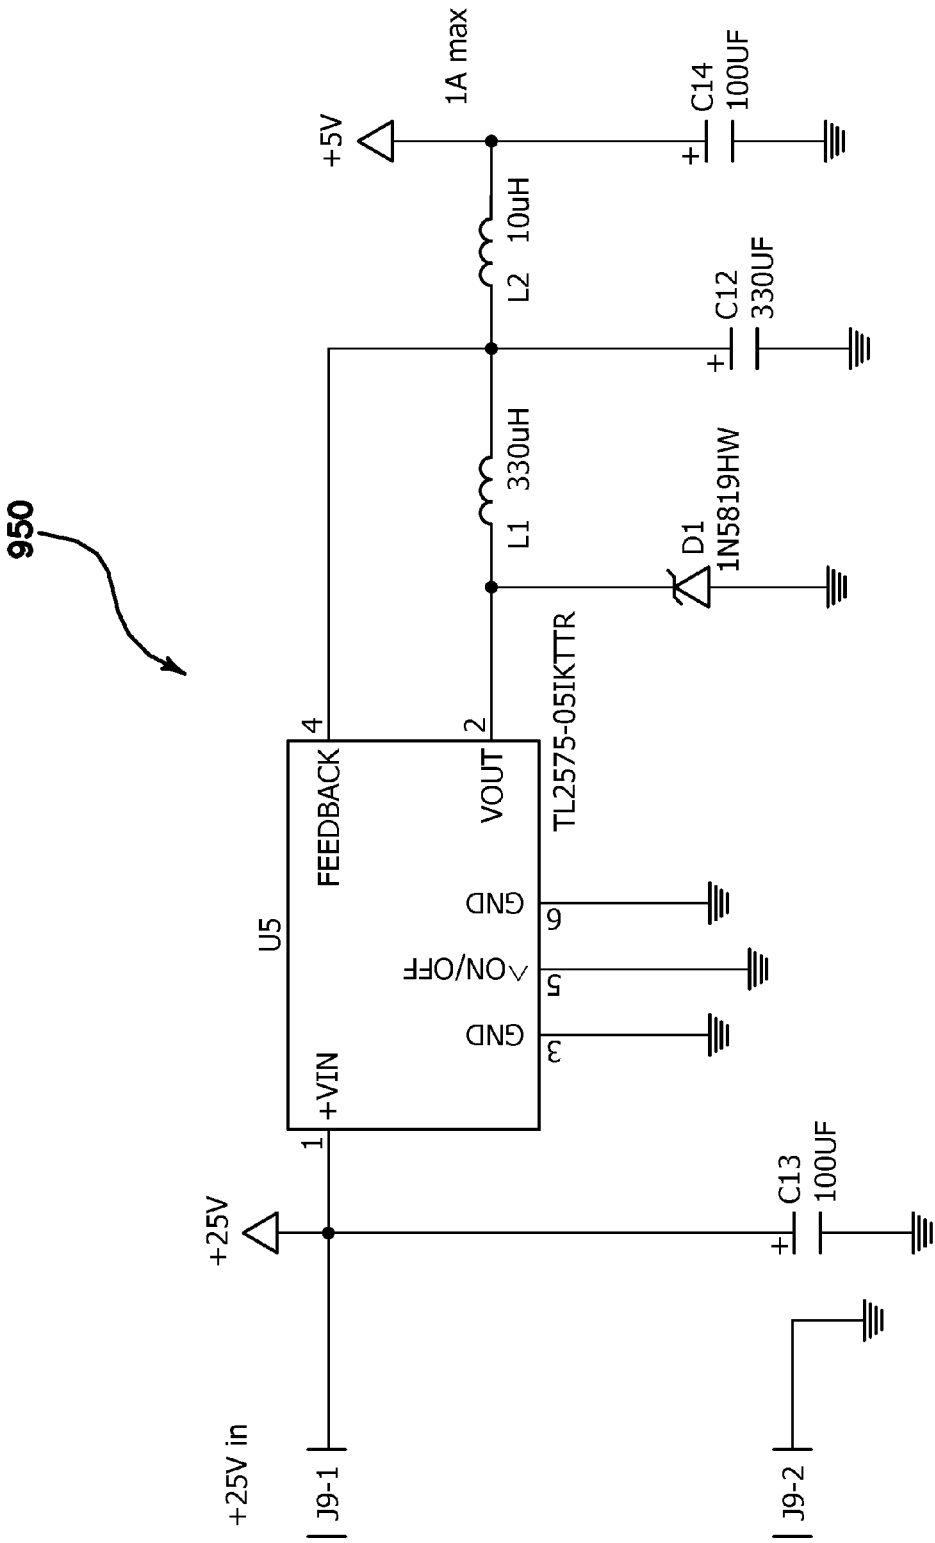 950
+25V in
J9-1
J9-2
+25V
C13
100UF
U5
1
+VIN
FEEDBACK
4
VOUT
2
GND
3
^ON/OFF
5
GND
6
TL2575-05IKTTR
D1
1N5819HW
L1
330uH
C12
330UF
L2
10uH
+5V
1A max
C14
100UF
+
+
+